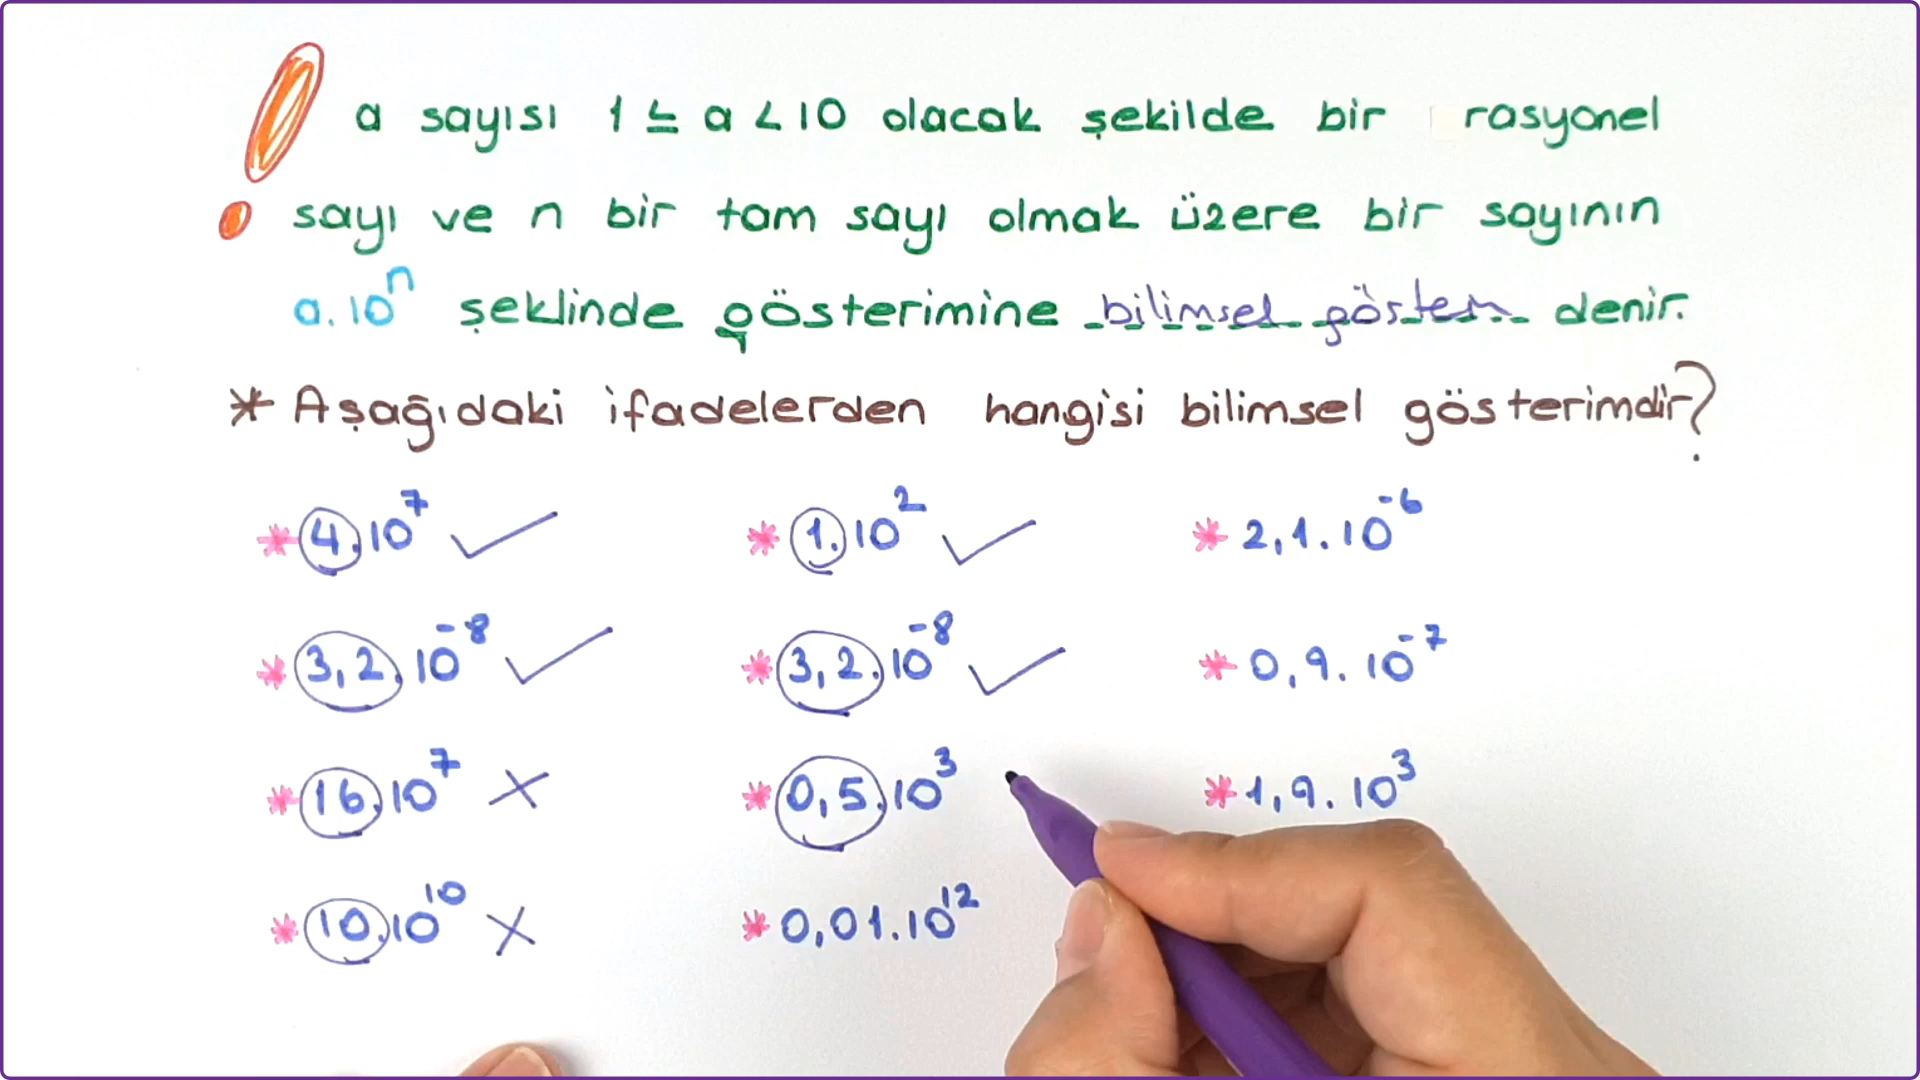 a sayısı 1 ≤ a < 10 olacak şekilde bir rasyonel
sayı ve n bir tam sayı olmak üzere bir sayının
a.10ⁿ şeklinde gösterimine bilimsel göstem denir.
* Aşağıdaki ifadelerden hangisi bilimsel gösterimdir?
* 4.10⁷ ✓ * 1.10² ✓ * 2,1.10⁻⁶
* 3,2.10⁻⁸ ✓ * 3,2.10⁻⁸ ✓ * 0,9.10⁻⁷
* 16.10⁷ X * 0,5.10³ * 1,9.10³
* 10.10¹⁰ X * 0,01.10¹²